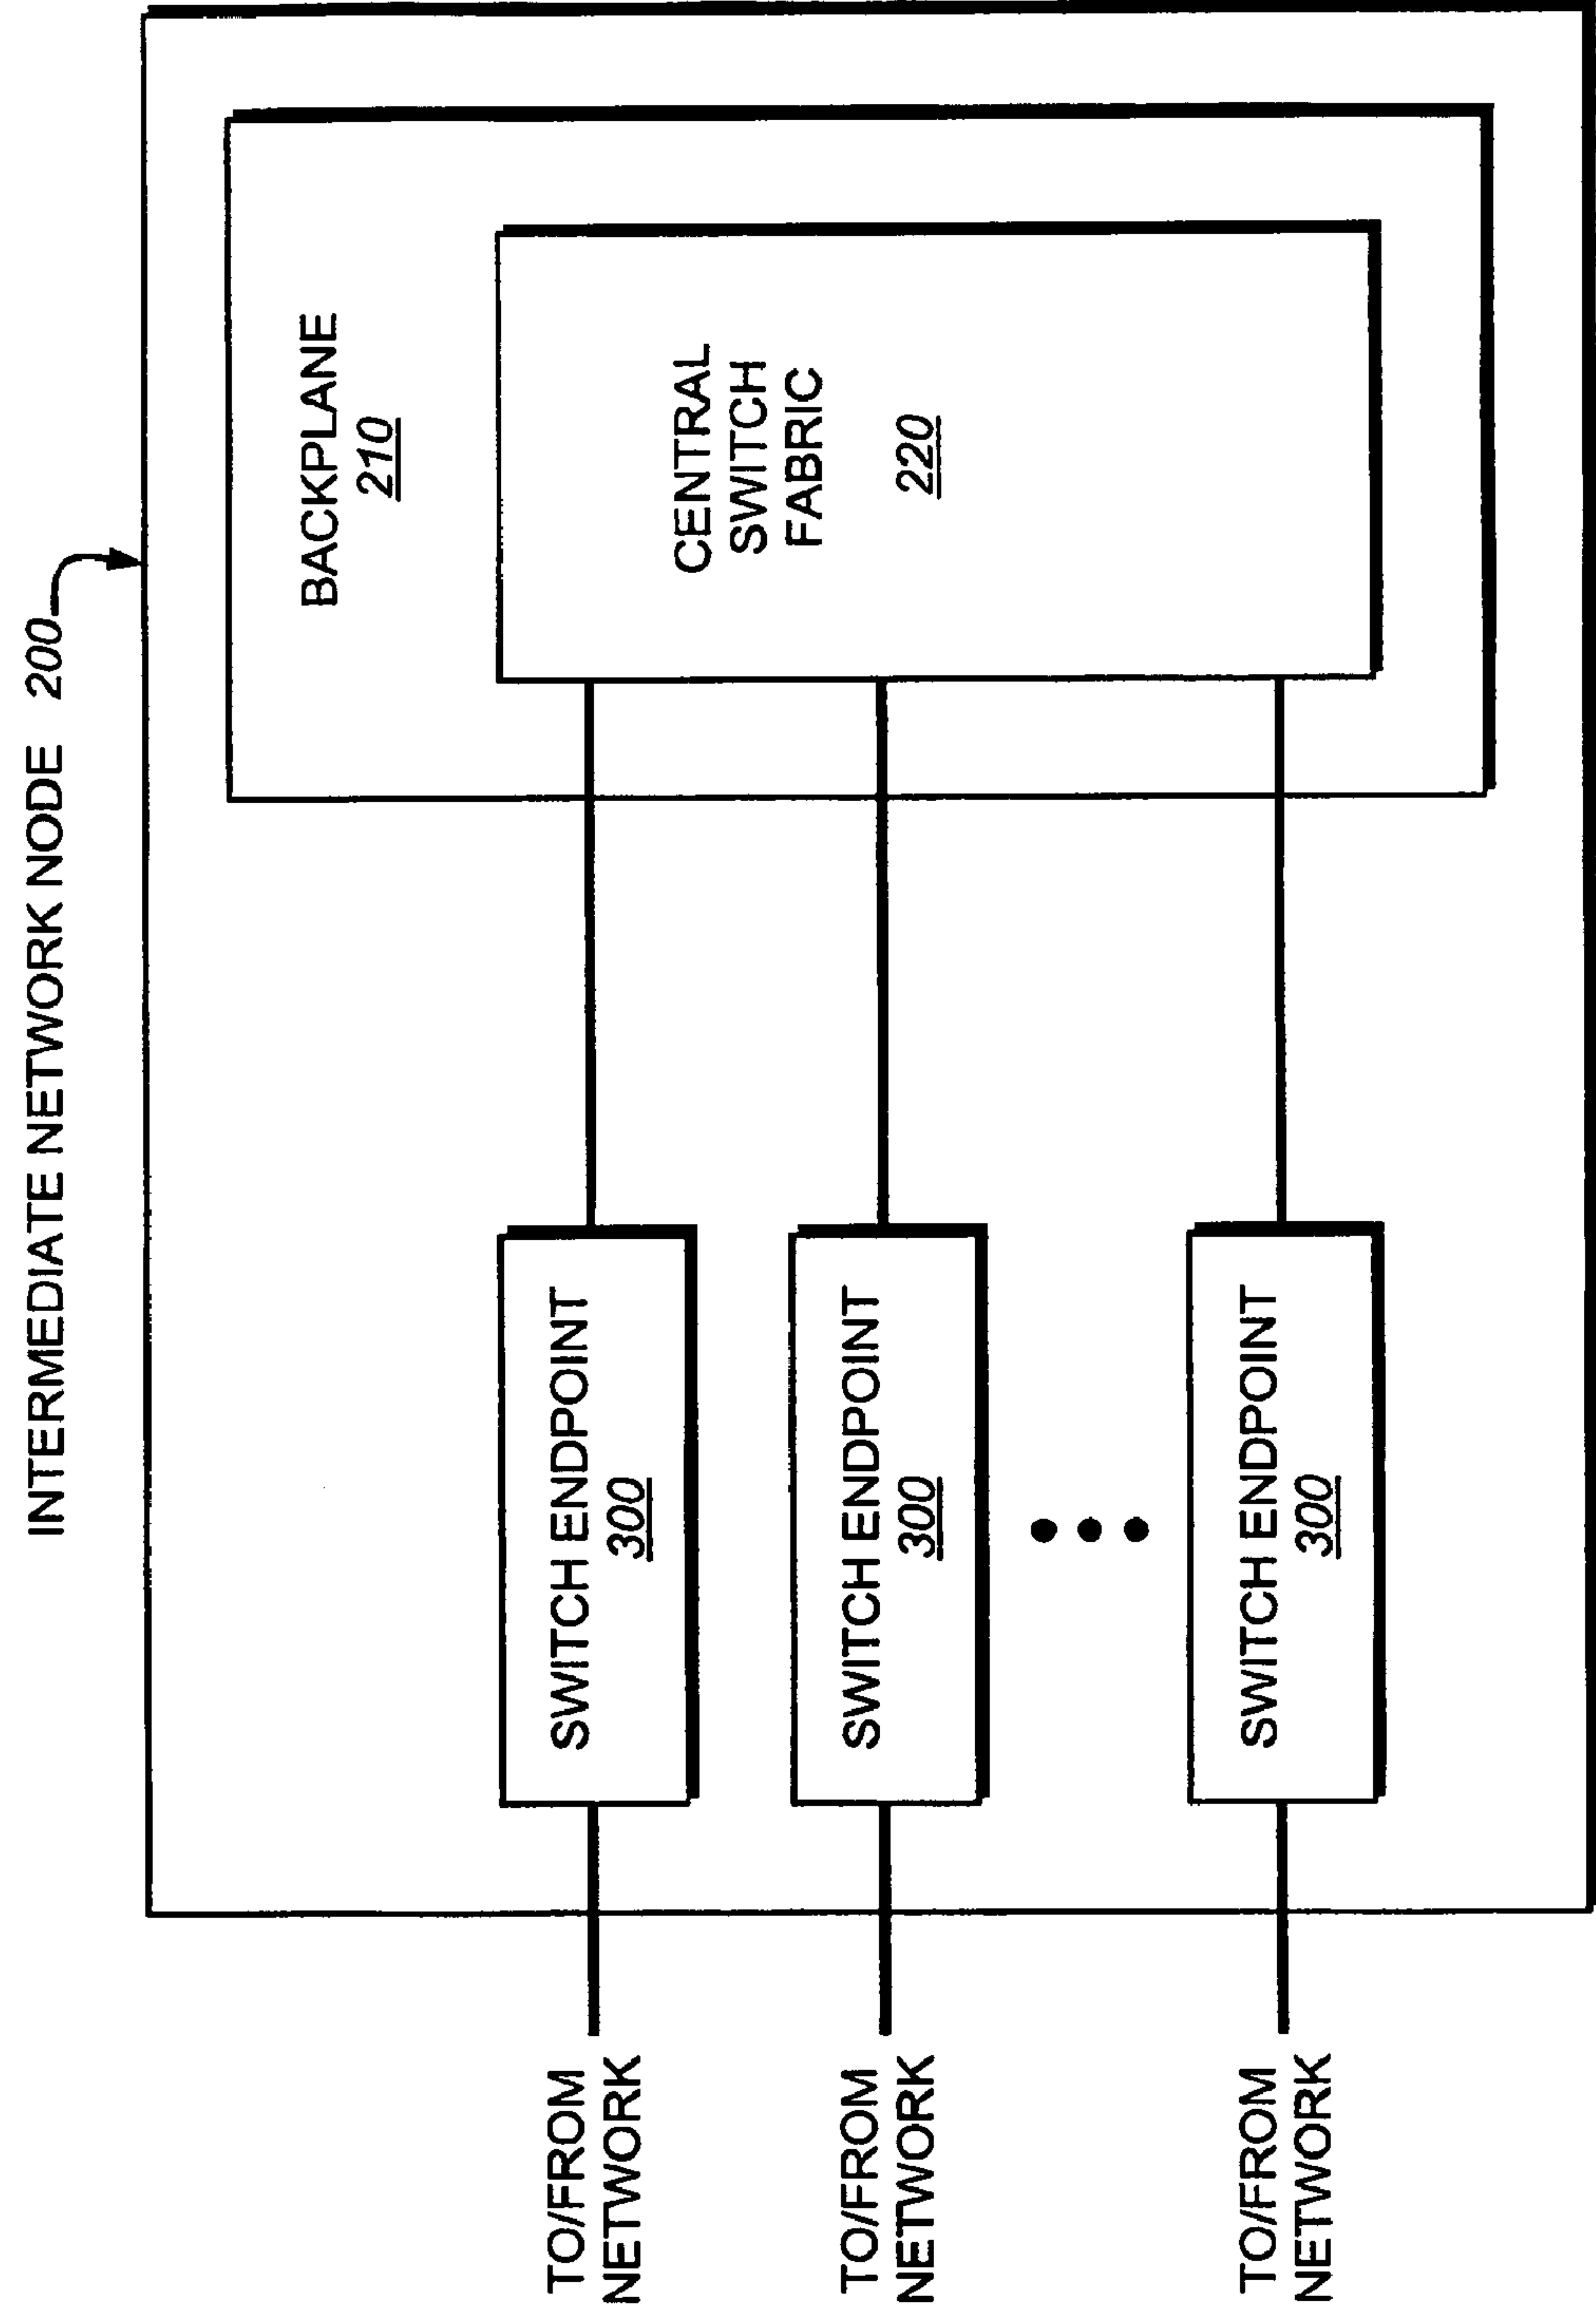 INTERMEDIATE NETWORK NODE 200
BACKPLANE
210
CENTRAL
SWITCH
FABRIC
220
SWITCH ENDPOINT
300
SWITCH ENDPOINT
300
SWITCH ENDPOINT
300
TO/FROM
NETWORK
TO/FROM
NETWORK
TO/FROM
NETWORK